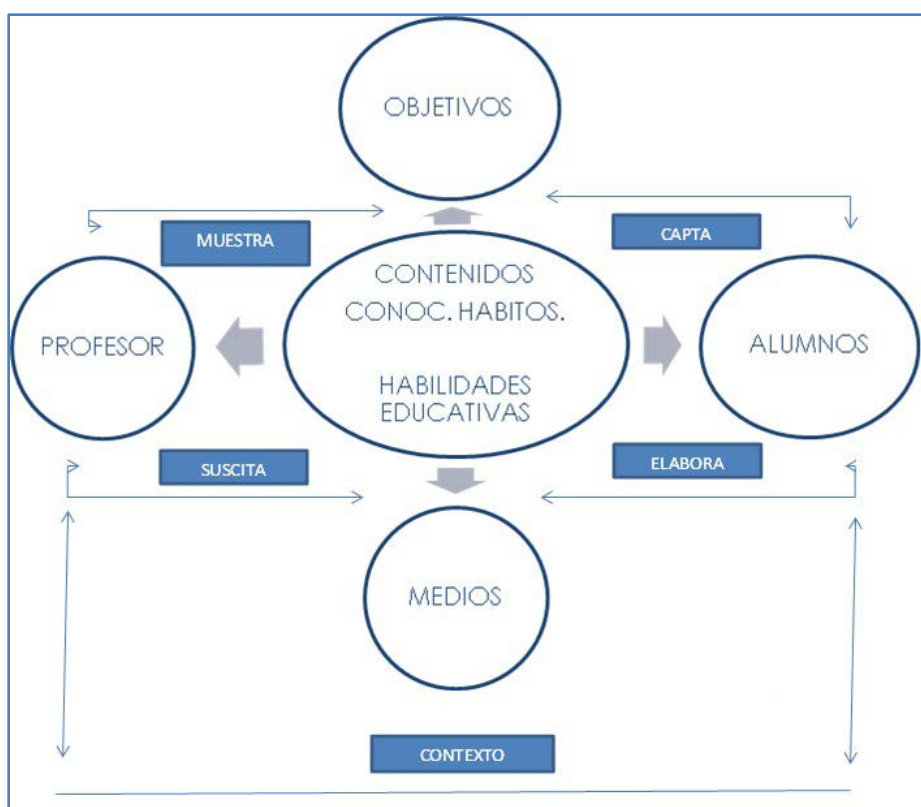 OBJETIVOS
MUESTRA
CAPTA
CONTENIDOS
CONOC. HABITOS.
PROFESOR
ALUMNOS
HABILIDADES
EDUCATIVAS
SUSCITA
ELABORA
MEDIOS
CONTEXTO